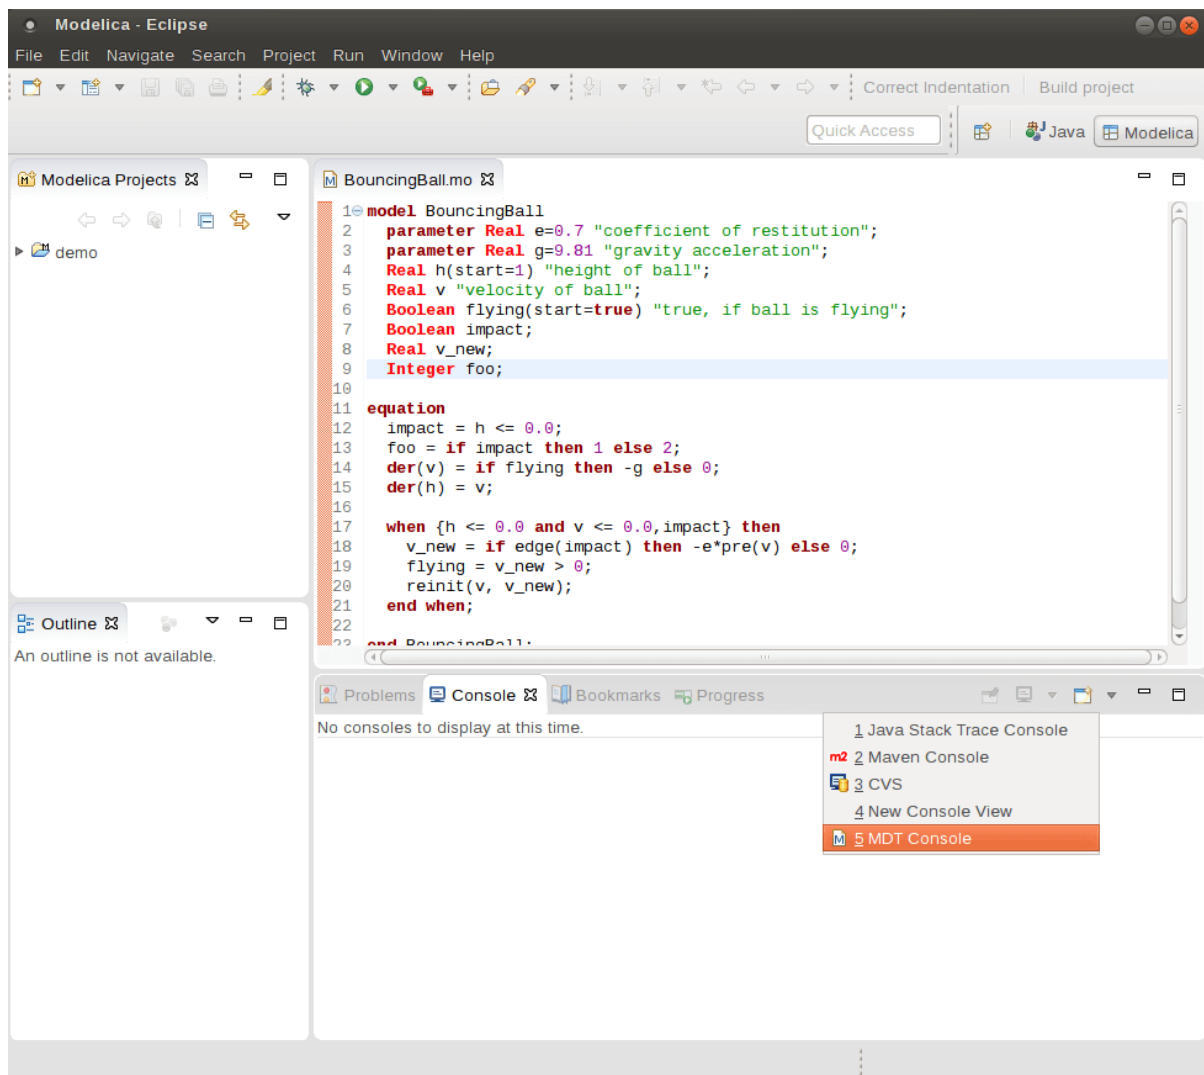 Modelica - Eclipse
File Edit Navigate Search Project Run Window Help
Correct Indentation Build project
Quick Access Java Modelica
Modelica Projects
demo
BouncingBall.mo
1 model BouncingBall
2 parameter Real e=0.7 "coefficient of restitution";
3 parameter Real g=9.81 "gravity acceleration";
4 Real h(start=1) "height of ball";
5 Real v "velocity of ball";
6 Boolean flying(start=true) "true, if ball is flying";
7 Boolean impact;
8 Real v_new;
9 Integer foo;
10
11 equation
12 impact = h <= 0.0;
13 foo = if impact then 1 else 2;
14 der(v) = if flying then -g else 0;
15 der(h) = v;
16
17 when {h <= 0.0 and v <= 0.0,impact} then
18 v_new = if edge(impact) then -e*pre(v) else 0;
19 flying = v_new > 0;
20 reinit(v, v_new);
21 end when;
22
23 end BouncingBall;
Outline
An outline is not available.
Problems Console Bookmarks Progress
No consoles to display at this time.
1 Java Stack Trace Console
m2 2 Maven Console
3 CVS
4 New Console View
M 5 MDT Console